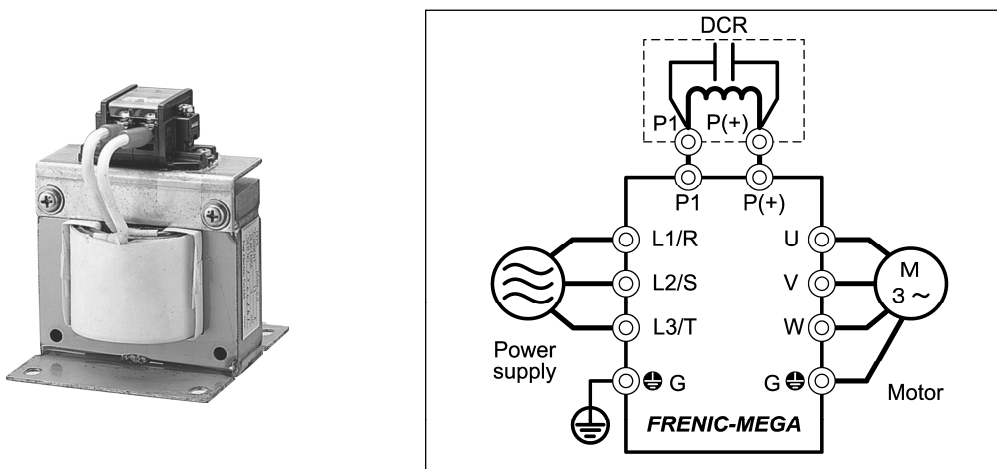 DCR
P1 P(+)
P1 P(+)
L1/R U
L2/S V
L3/T W
M
3 ~
Power
supply
G G
Motor
FRENIC-MEGA